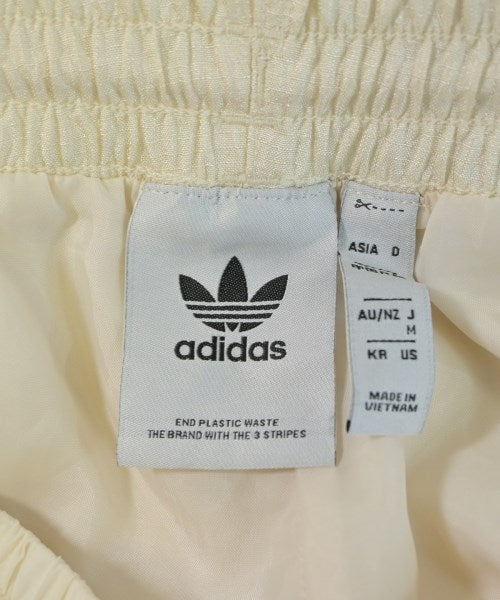 adidas
END PLASTIC WASTE
THE BRAND WITH THE 3 STRIPES
ASIA D
AU/NZ J
M
KR US
MADE IN
VIETNAM